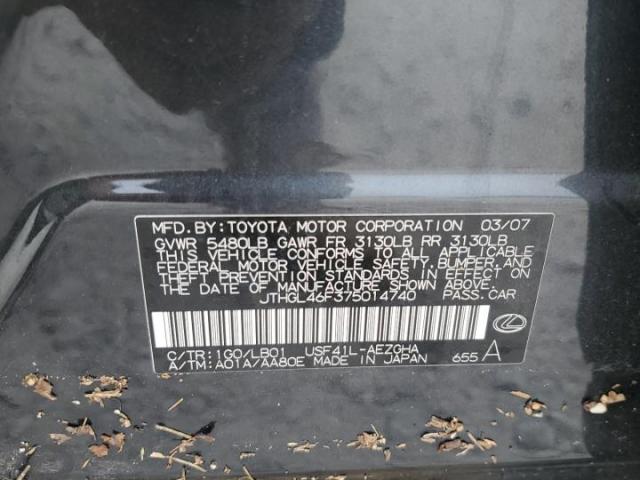 MFD.BY:TOYOTA MOTOR CORPORATION 03/07
GVWR 5480LB GAWR FR 3130LB RR 3130LB
THIS VEHICLE CONFORMS TO ALL APPLICABLE
FEDERAL MOTOR VEHICLE SAFETY,BUMPER AND
THEFT PREVENTION STANDARDS IN EFFECT ON
THE DATE OF MANUFACTURE SHOWN ABOVE.
JTHGL46F375014740 PASS.CAR
C/TR:1G0/LB01 USF41L-AEZGHA
A/TM:A01A/AA80E MADE IN JAPAN 655 A